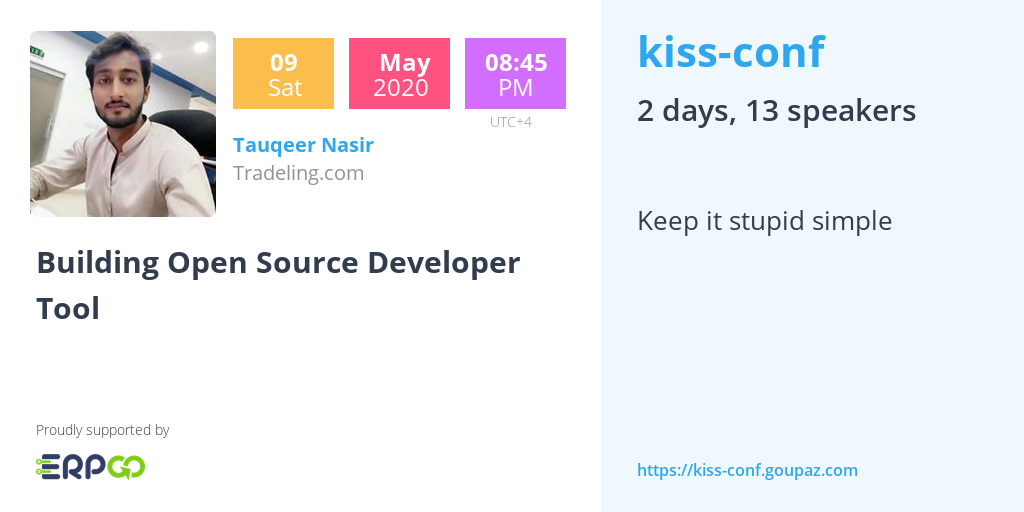 09
Sat
May
2020
08:45
PM
UTC+4
Tauqeer Nasir
Tradeling.com
Building Open Source Developer
Tool
Proudly supported by
ERPGO
kiss-conf
2 days, 13 speakers
Keep it stupid simple
https://kiss-conf.goupaz.com